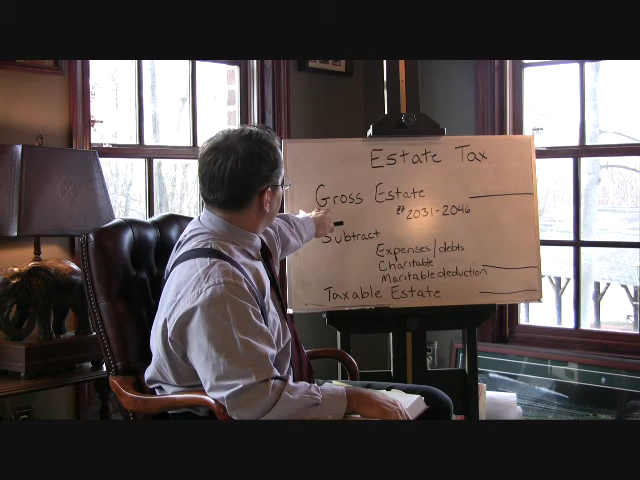 Estate Tax
Gross Estate
§§ 2031-2046
Subtract
Expenses/debts
Charitable
Maritable deduction
Taxable Estate